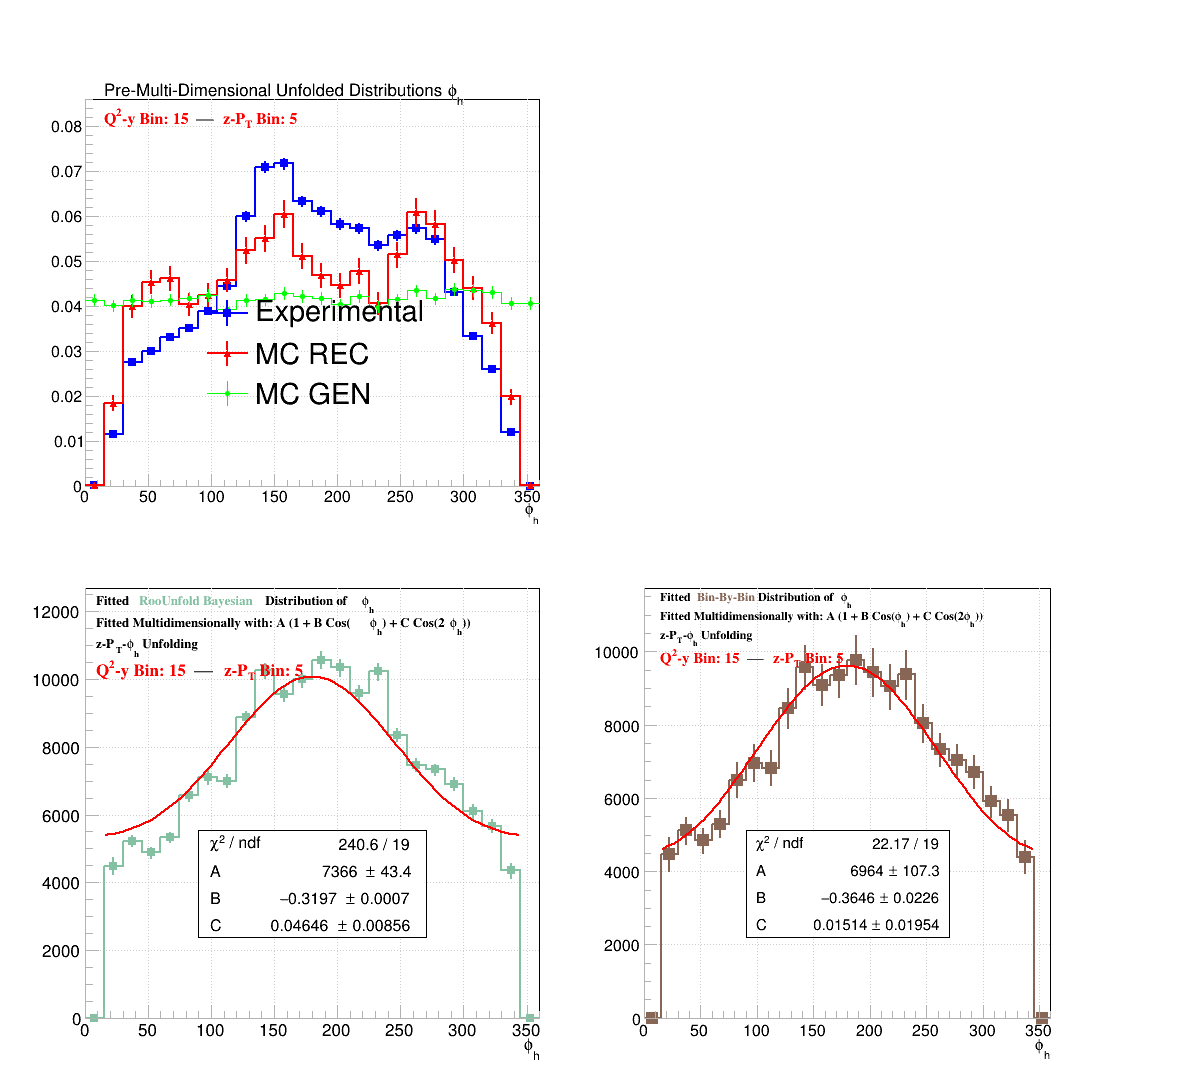 Pre-Multi-Dimensional Unfolded Distributions ϕh
Q2-y Bin: 15 — z-PT Bin: 5
0.08
0.07
0.06
0.05
0.04
0.03
0.02
0.01
0
Experimental
MC REC
MC GEN
0 50 100 150 200 250 300 350
ϕh
Fitted RooUnfold Bayesian Distribution of ϕh
Fitted Multidimensionally with: A (1 + B Cos( ϕh) + C Cos(2 ϕh))
z-PT-ϕh Unfolding
Q2-y Bin: 15 — z-PT Bin: 5
12000
10000
8000
6000
4000
2000
0
χ2 / ndf 240.6 / 19
A 7366 ± 43.4
B −0.3197 ± 0.0007
C 0.04646 ± 0.00856
0 50 100 150 200 250 300 350
ϕh
Fitted Bin-By-Bin Distribution of ϕh
Fitted Multidimensionally with: A (1 + B Cos(ϕh) + C Cos(2ϕh))
z-PT-ϕh Unfolding
Q2-y Bin: 15 — z-PT Bin: 5
10000
8000
6000
4000
2000
0
χ2 / ndf 22.17 / 19
A 6964 ± 107.3
B −0.3646 ± 0.0226
C 0.01514 ± 0.01954
0 50 100 150 200 250 300 350
ϕh